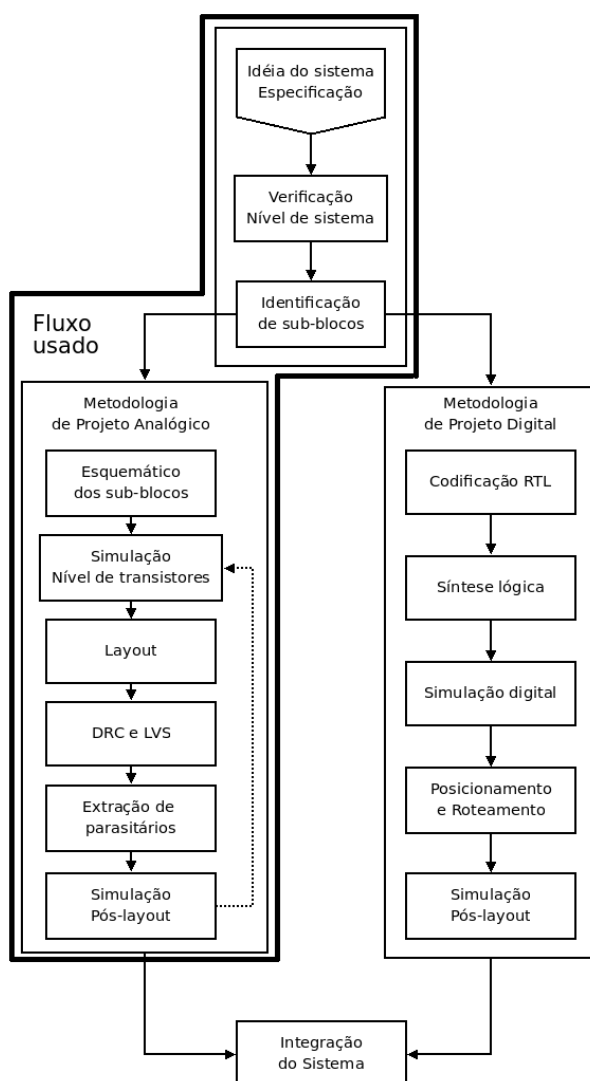 Idéia do sistema
Especificação
Verificação
Nível de sistema
Identificação
de sub-blocos
Fluxo
usado
Metodologia
de Projeto Analógico
Esquemático
dos sub-blocos
Simulação
Nível de transistores
Layout
DRC e LVS
Extração de
parasitários
Simulação
Pós-layout
Metodologia
de Projeto Digital
Codificação RTL
Síntese lógica
Simulação digital
Posicionamento
e Roteamento
Simulação
Pós-layout
Integração
do Sistema